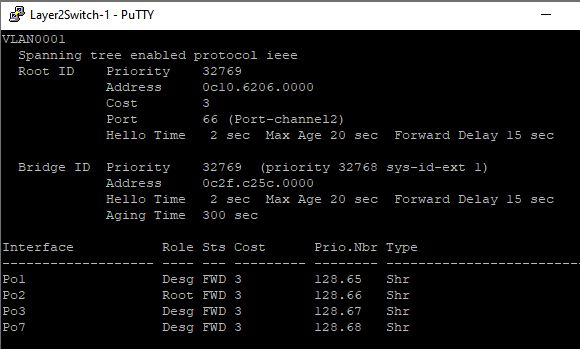 Layer2Switch-1 - PuTTY
VLAN0001
  Spanning tree enabled protocol ieee
  Root ID    Priority    32769
             Address     0c10.6206.0000
             Cost        3
             Port        66 (Port-channel2)
             Hello Time   2 sec  Max Age 20 sec  Forward Delay 15 sec

  Bridge ID  Priority    32769  (priority 32768 sys-id-ext 1)
             Address     0c2f.c25c.0000
             Hello Time   2 sec  Max Age 20 sec  Forward Delay 15 sec
             Aging Time  300 sec

Interface           Role Sts Cost      Prio.Nbr Type
------------------- ---- --- --------- -------- ------------------------
Po1                 Desg FWD 3         128.65   Shr
Po2                 Root FWD 3         128.66   Shr
Po3                 Desg FWD 3         128.67   Shr
Po7                 Desg FWD 3         128.68   Shr